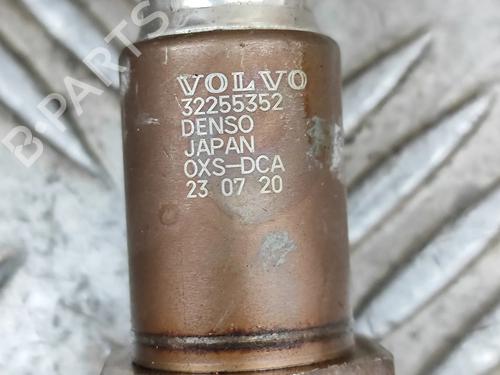 B PARTS
VOLVO
32255352
DENSO
JAPAN
OXS-DCA
23 07 20